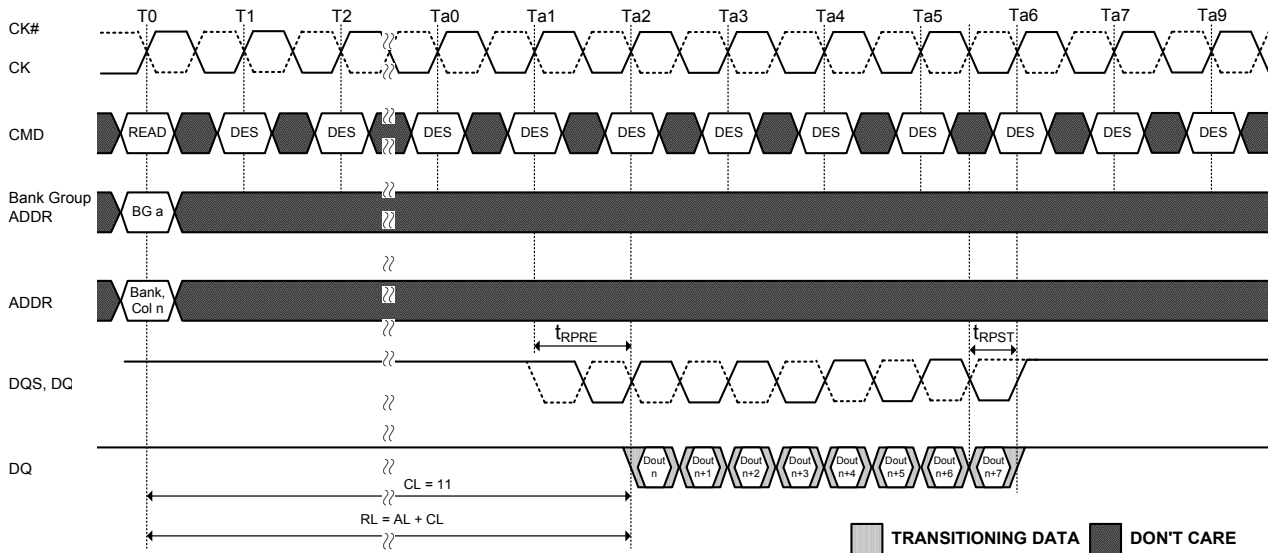 T0 T1 T2 Ta0 Ta1 Ta2 Ta3 Ta4 Ta5 Ta6 Ta7 Ta9
CK#
CK
CMD
READ DES DES DES DES DES DES DES DES DES DES DES
Bank Group
ADDR
BG a
ADDR
Bank,
Col n
tRPRE
tRPST
DQS, DQ
DQ
Dout
n
Dout
n+1
Dout
n+2
Dout
n+3
Dout
n+4
Dout
n+5
Dout
n+6
Dout
n+7
CL = 11
RL = AL + CL
TRANSITIONING DATA
DON'T CARE